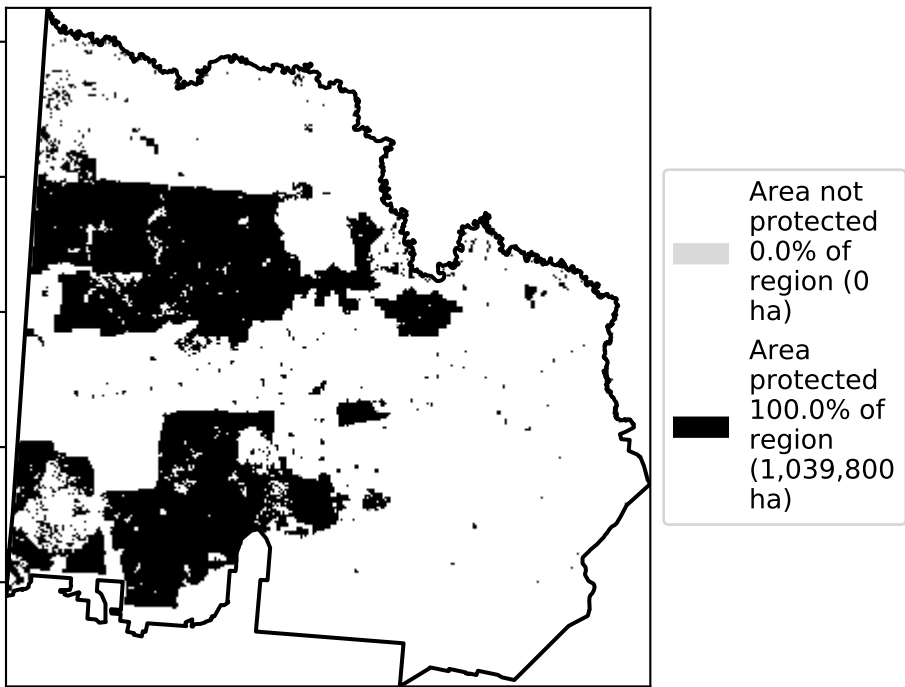 Area not
protected
0.0% of
region (0
ha)
Area
protected
100.0% of
region
(1,039,800
ha)